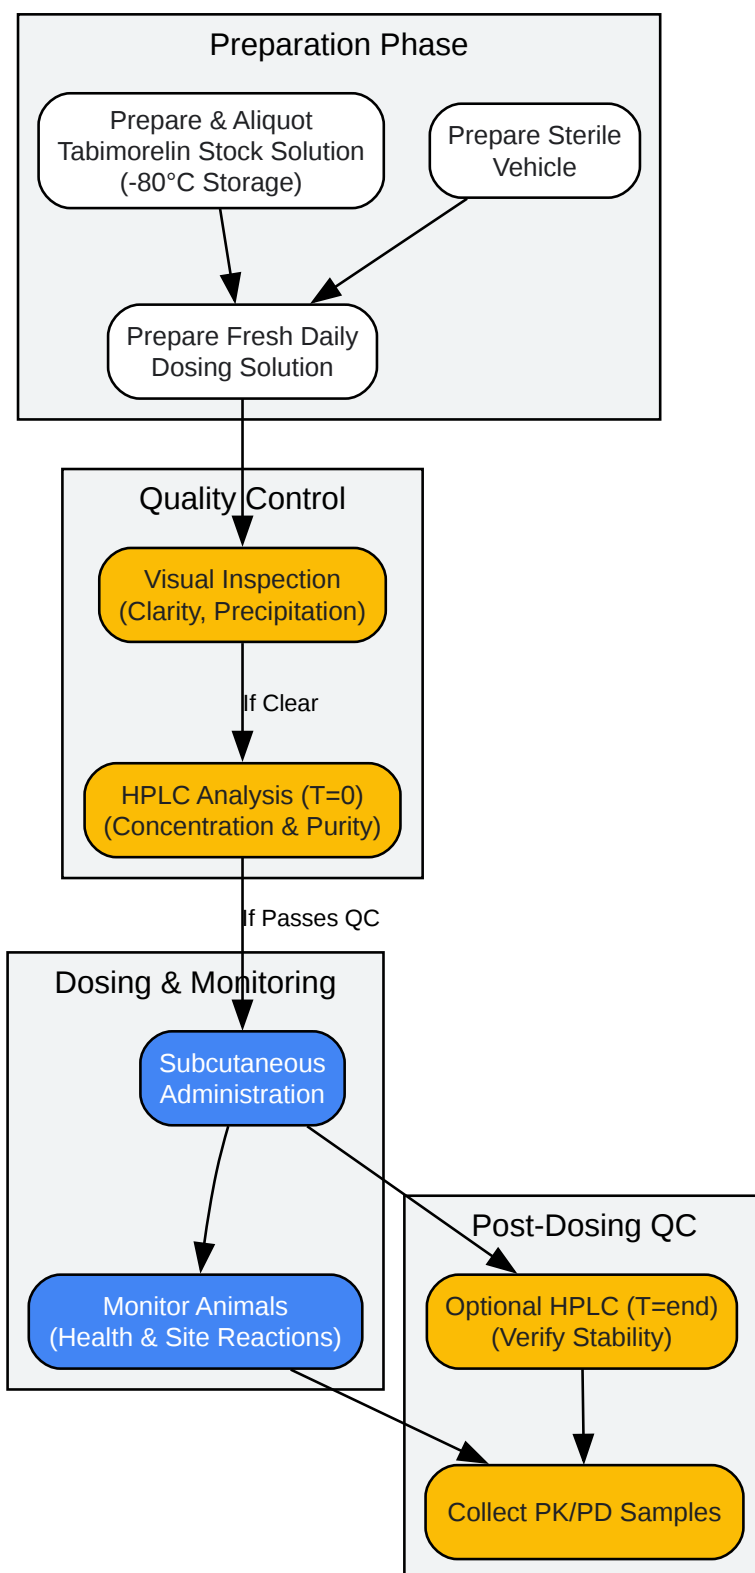 Preparation Phase
Prepare & Aliquot
Tabimorelin Stock Solution
(-80°C Storage)
Prepare Sterile
Vehicle
Prepare Fresh Daily
Dosing Solution
Quality Control
Visual Inspection
(Clarity, Precipitation)
If Clear
HPLC Analysis (T=0)
(Concentration & Purity)
If Passes QC
Dosing & Monitoring
Subcutaneous
Administration
Post-Dosing QC
Monitor Animals
(Health & Site Reactions)
Optional HPLC (T=end)
(Verify Stability)
Collect PK/PD Samples